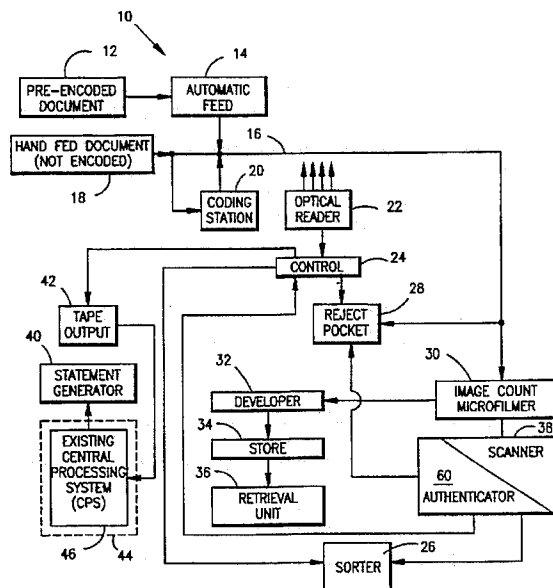 10
12
14
PRE-ENCODED
DOCUMENT
AUTOMATIC
FEED
HAND FED DOCUMENT
(NOT ENCODED)
16
18
20
CODING
STATION
OPTICAL
READER
22
CONTROL
24
42
TAPE
OUTPUT
REJECT
POCKET
28
40
STATEMENT
GENERATOR
32
DEVELOPER
30
IMAGE COUNT
MICROFILMER
34
STORE
38
SCANNER
60
AUTHENTICATOR
36
RETRIEVAL
UNIT
EXISTING
CENTRAL
PROCESSING
SYSTEM
(CPS)
46
44
SORTER
26